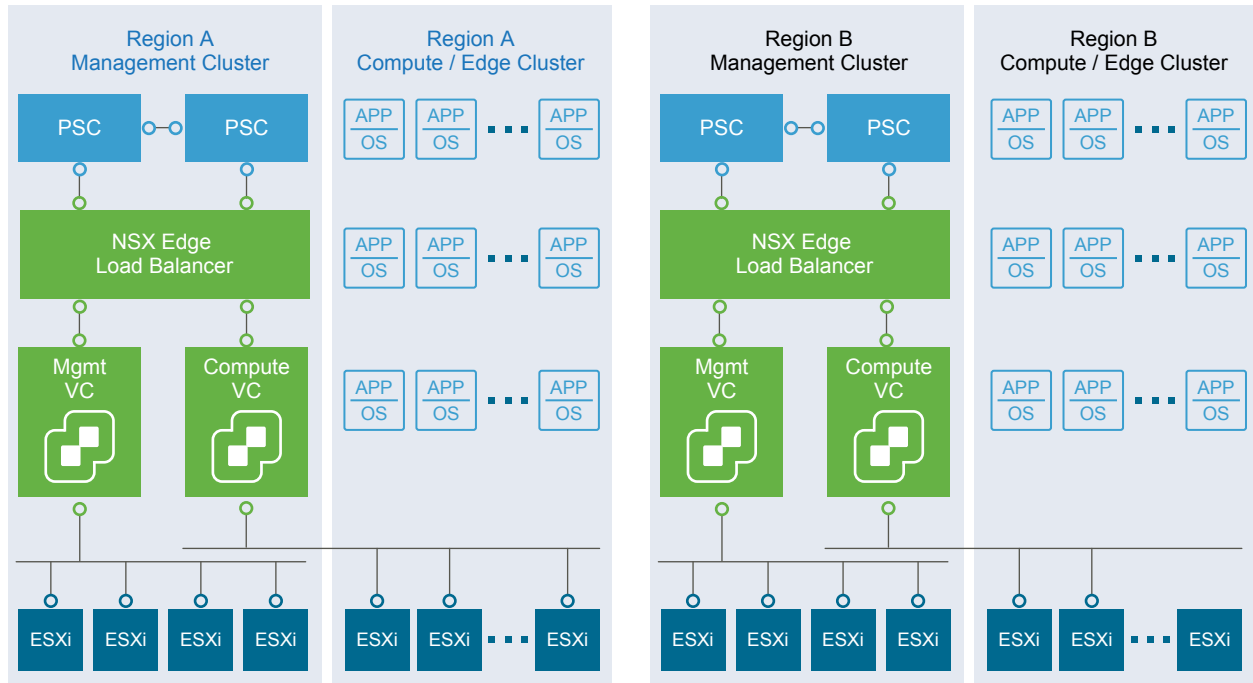 Region A
Management Cluster
Region A
Compute / Edge Cluster
Region B
Management Cluster
Region B
Compute / Edge Cluster
PSC
PSC
APP
OS
APP
OS
APP
OS
PSC
PSC
APP
OS
APP
OS
APP
OS
NSX Edge
Load Balancer
APP
OS
APP
OS
APP
OS
NSX Edge
Load Balancer
APP
OS
APP
OS
APP
OS
Mgmt
VC
Compute
VC
APP
OS
APP
OS
APP
OS
Mgmt
VC
Compute
VC
APP
OS
APP
OS
APP
OS
ESXi
ESXi
ESXi
ESXi
ESXi
ESXi
ESXi
ESXi
ESXi
ESXi
ESXi
ESXi
ESXi
ESXi